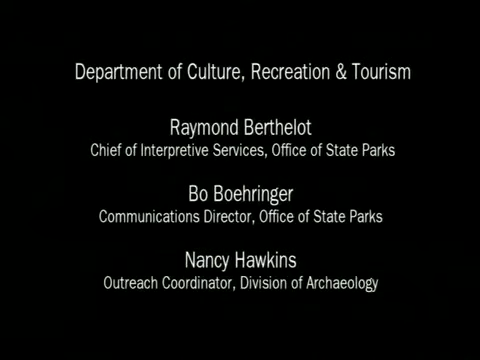 Department of Culture, Recreation & Tourism
Raymond Berthelot
Chief of Interpretive Services, Office of State Parks
Bo Boehringer
Communications Director, Office of State Parks
Nancy Hawkins
Outreach Coordinator, Division of Archaeology